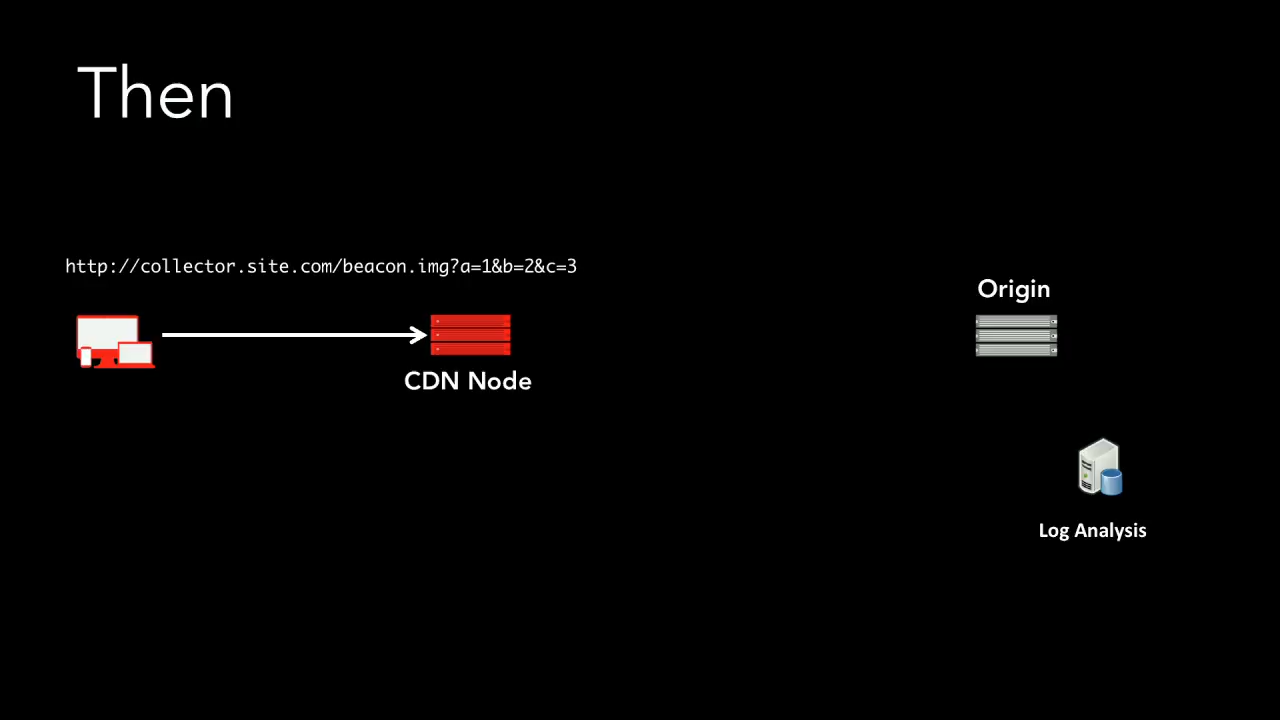 Then
http://collector.site.com/beacon.img?a=1&b=2&c=3
Origin
CDN Node
Log Analysis